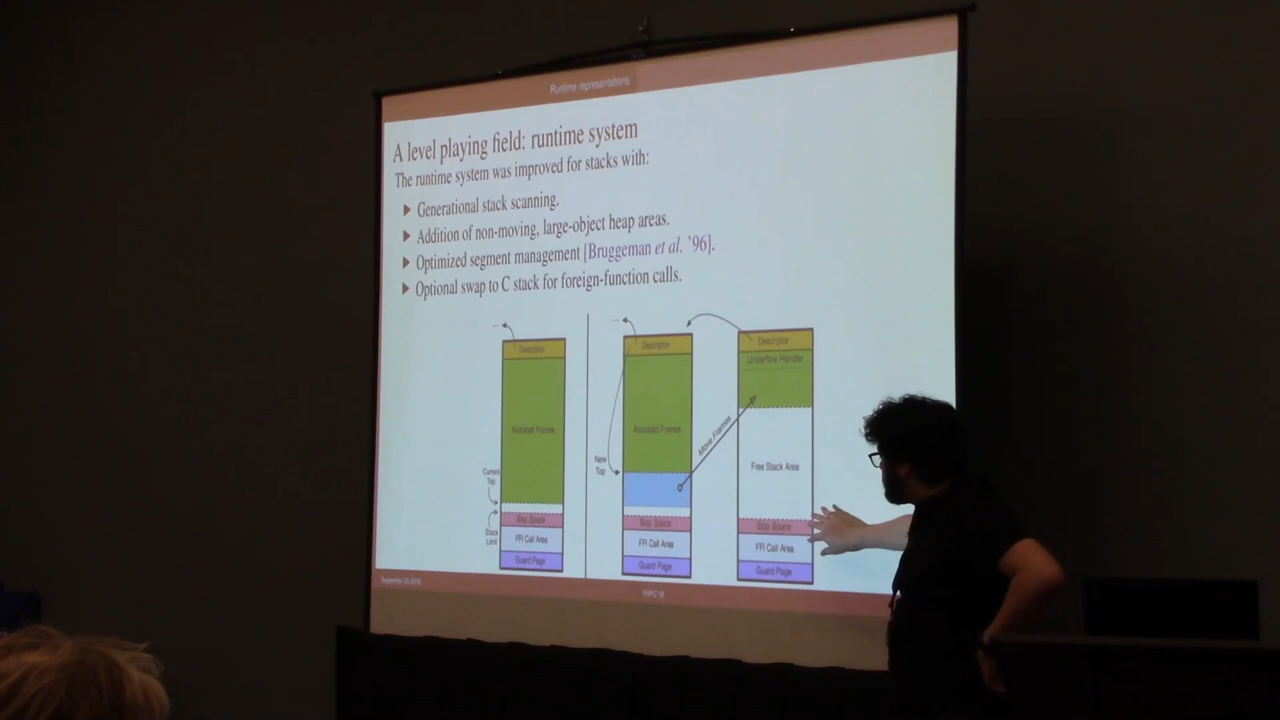 Runtime representations
A level playing field: runtime system
The runtime system was improved for stacks with:
Generational stack scanning.
Addition of non-moving, large-object heap areas.
Optimized segment management [Bruggeman et al. '96].
Optional swap to C stack for foreign-function calls.
Descriptor
Allocated Frames
Current
Top
Stack
Limit
Slop Space
FFI Call Area
Guard Page
Descriptor
Allocated Frames
New
Top
Move Frames
Slop Space
FFI Call Area
Guard Page
Descriptor
Underflow Handler
Free Stack Area
Slop Space
FFI Call Area
Guard Page